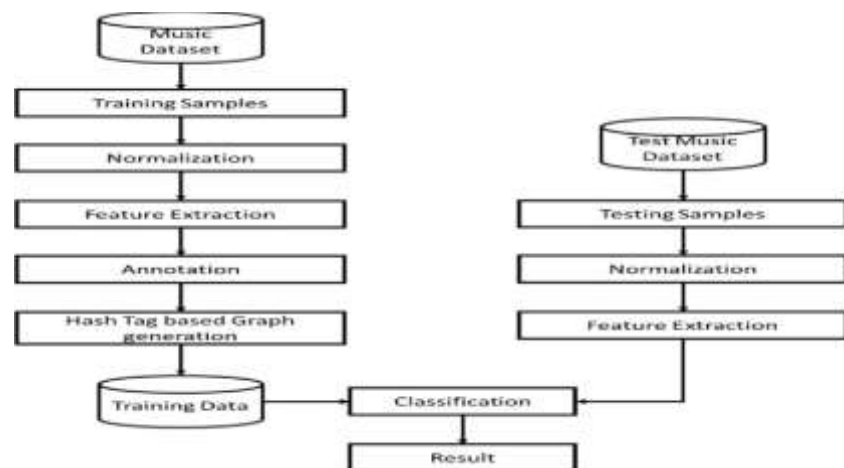 Music
Dataset
Training Samples
Normalization
Feature Extraction
Annotation
Hash Tag based Graph
generation
Training Data
Test Music
Dataset
Testing Samples
Normalization
Feature Extraction
Classification
Result